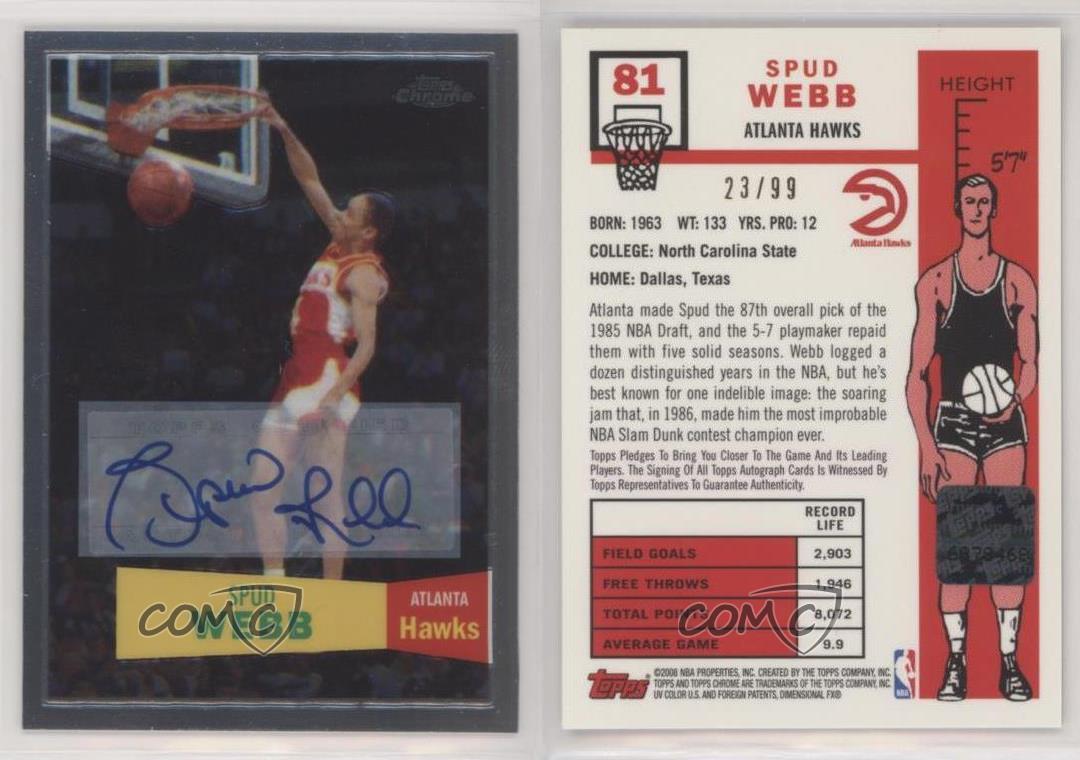 Topps
Chrome
HAWKS
TOPPS CERTIFIED
Spud Webb
SPUD
WEBB
ATLANTA
Hawks
COMC
81
SPUD
WEBB
ATLANTA HAWKS
23/99
BORN: 1963 WT: 133 YRS. PRO: 12
COLLEGE: North Carolina State
HOME: Dallas, Texas
Atlanta Hawks
HEIGHT
5'7"
Atlanta made Spud the 87th overall pick of the
1985 NBA Draft, and the 5-7 playmaker repaid
them with five solid seasons. Webb logged a
dozen distinguished years in the NBA, but he's
best known for one indelible image: the soaring
jam that, in 1986, made him the most improbable
NBA Slam Dunk contest champion ever.
Topps Pledges To Bring You Closer To The Game And Its Leading
Players. The Signing Of All Topps Autograph Cards Is Witnessed By
Topps Representatives To Guarantee Authenticity.
RECORD
LIFE
FIELD GOALS 2,903
FREE THROWS 1,946
TOTAL POINTS 8,072
AVERAGE GAME 9.9
COMC
Topps
©2008 NBA PROPERTIES, INC. CREATED BY THE TOPPS COMPANY, INC.
TOPPS AND TOPPS CHROME ARE TRADEMARKS OF THE TOPPS COMPANY, INC.
UV COLOR U.S. AND FOREIGN PATENTS, DIMENSIONAL FX®
NBA